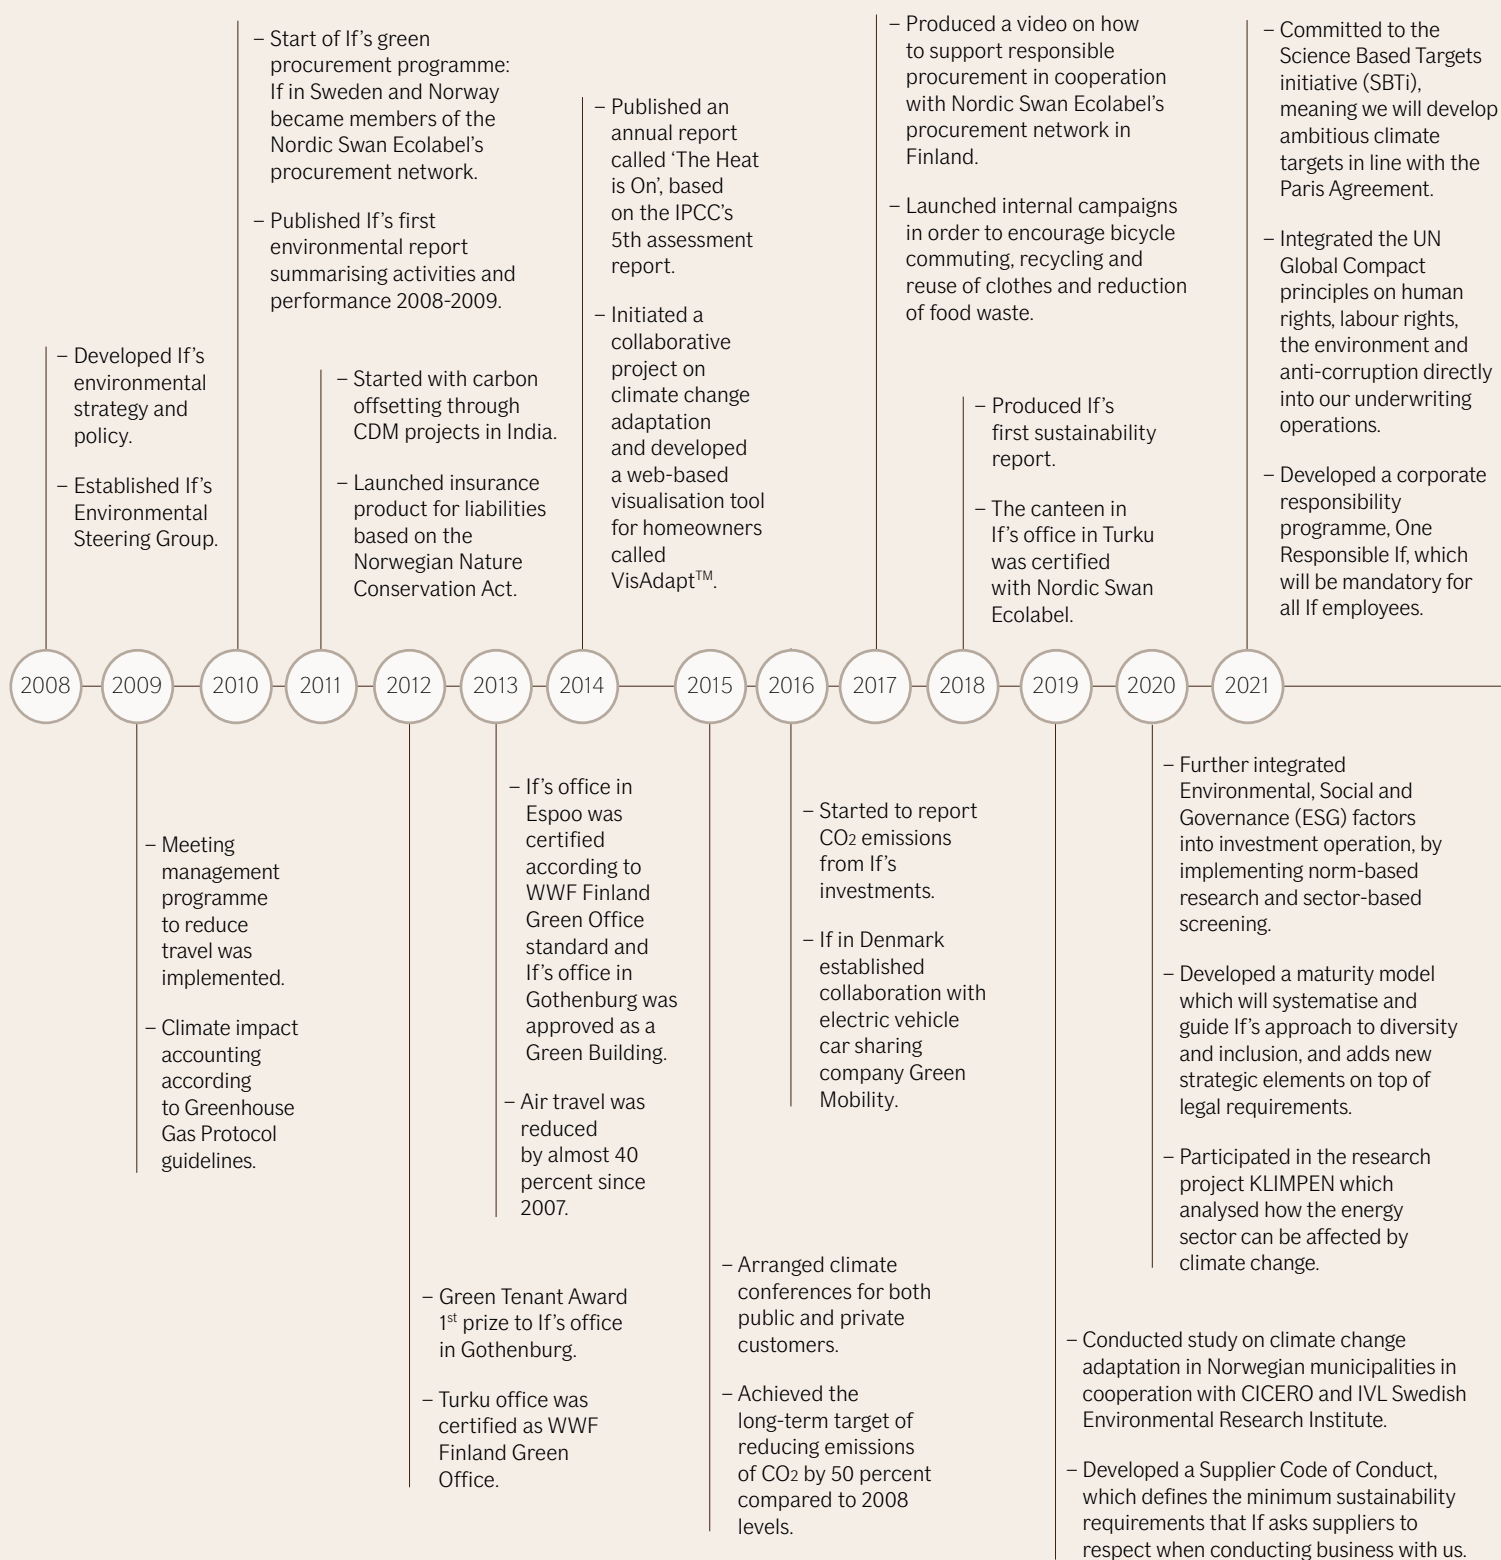 – Start of If’s green
procurement programme:
If in Sweden and Norway
became members of the
Nordic Swan Ecolabel’s
procurement network.
– Published If’s first
environmental report
summarising activities and
performance 2008-2009.
– Published an
annual report
called ‘The Heat
is On’, based
on the IPCC’s
5th assessment
report.
– Initiated a
collaborative
project on
climate change
adaptation
and developed
a web-based
visualisation tool
for homeowners
called
VisAdapt™.
– Produced a video on how
to support responsible
procurement in cooperation
with Nordic Swan Ecolabel’s
procurement network in
Finland.
– Launched internal campaigns
in order to encourage bicycle
commuting, recycling and
reuse of clothes and reduction
of food waste.
– Committed to the
Science Based Targets
initiative (SBTi),
meaning we will develop
ambitious climate
targets in line with the
Paris Agreement.
– Integrated the UN
Global Compact
principles on human
rights, labour rights,
the environment and
anti-corruption directly
into our underwriting
operations.
– Developed a corporate
responsibility
programme, One
Responsible If, which
will be mandatory for
all If employees.
– Developed If’s
environmental
strategy and
policy.
– Established If’s
Environmental
Steering Group.
– Started with carbon
offsetting through
CDM projects in India.
– Launched insurance
product for liabilities
based on the
Norwegian Nature
Conservation Act.
– Produced If’s
first sustainability
report.
– The canteen in
If’s office in Turku
was certified
with Nordic Swan
Ecolabel.
2008 2009 2010 2011 2012 2013 2014 2015 2016 2017 2018 2019 2020 2021
– Meeting
management
programme
to reduce
travel was
implemented.
– Climate impact
accounting
according
to Greenhouse
Gas Protocol
guidelines.
– If’s office in
Espoo was
certified
according to
WWF Finland
Green Office
standard and
If’s office in
Gothenburg was
approved as a
Green Building.
– Air travel was
reduced
by almost 40
percent since
2007.
– Started to report
CO2 emissions
from If’s
investments.
– If in Denmark
established
collaboration with
electric vehicle
car sharing
company Green
Mobility.
– Further integrated
Environmental, Social and
Governance (ESG) factors
into investment operation, by
implementing norm-based
research and sector-based
screening.
– Developed a maturity model
which will systematise and
guide If’s approach to diversity
and inclusion, and adds new
strategic elements on top of
legal requirements.
– Participated in the research
project KLIMPEN which
analysed how the energy
sector can be affected by
climate change.
– Green Tenant Award
1st prize to If’s office
in Gothenburg.
– Turku office was
certified as WWF
Finland Green
Office.
– Arranged climate
conferences for both
public and private
customers.
– Achieved the
long-term target of
reducing emissions
of CO2 by 50 percent
compared to 2008
levels.
– Conducted study on climate change
adaptation in Norwegian municipalities in
cooperation with CICERO and IVL Swedish
Environmental Research Institute.
– Developed a Supplier Code of Conduct,
which defines the minimum sustainability
requirements that If asks suppliers to
respect when conducting business with us.